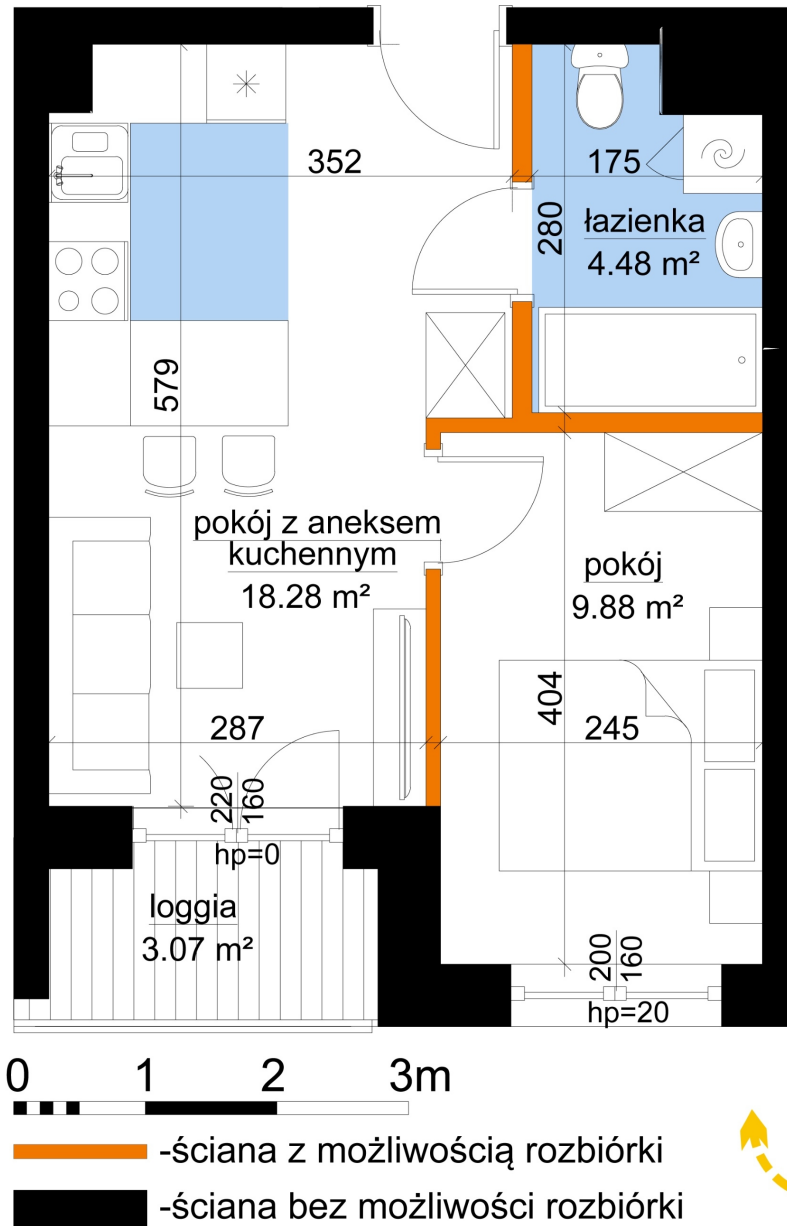 352
175
280
łazienka
4.48 m²
579
pokój z aneksem
kuchennym
18.28 m²
pokój
9.88 m²
404
287
245
220
160
hp=0
loggia
3.07 m²
200
160
hp=20
0 1 2 3m
-ściana z możliwością rozbiórki
-ściana bez możliwości rozbiórki